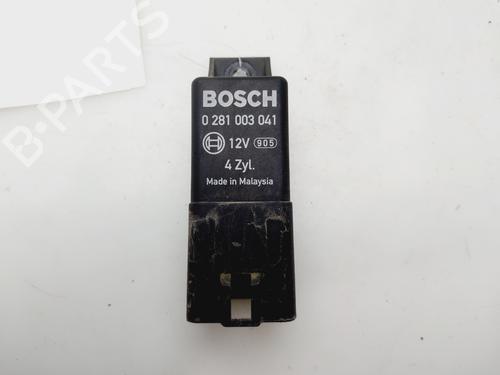 B-PARTS
BOSCH
0 281 003 041
12V 905
4 Zyl.
Made in Malaysia